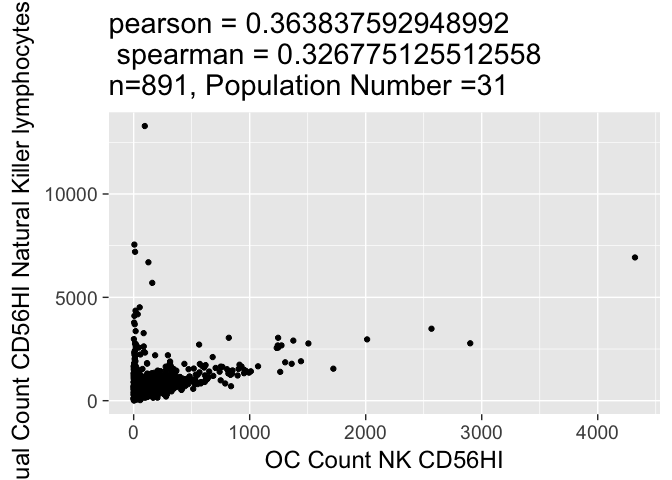 pearson = 0.363837592948992
spearman = 0.326775125512558
n=891, Population Number =31
ual Count CD56HI Natural Killer lymphocytes
10000
5000
0
0 1000 2000 3000 4000
OC Count NK CD56HI